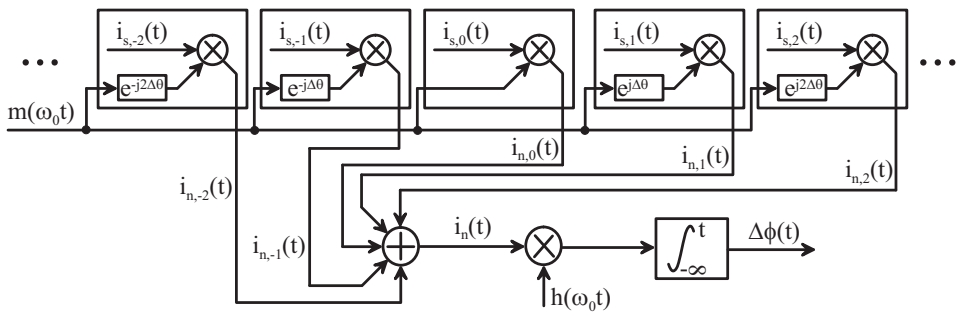 i_{s,-2}(t)
i_{s,-1}(t)
i_{s,0}(t)
i_{s,1}(t)
i_{s,2}(t)
...
...
e^{-j2Δθ}
e^{-jΔθ}
e^{jΔθ}
e^{j2Δθ}
m(ω_0t)
i_{n,0}(t)
i_{n,1}(t)
i_{n,2}(t)
i_{n,-2}(t)
i_{n,-1}(t)
i_n(t)
∫_{-∞}^{t}
Δϕ(t)
h(ω_0t)